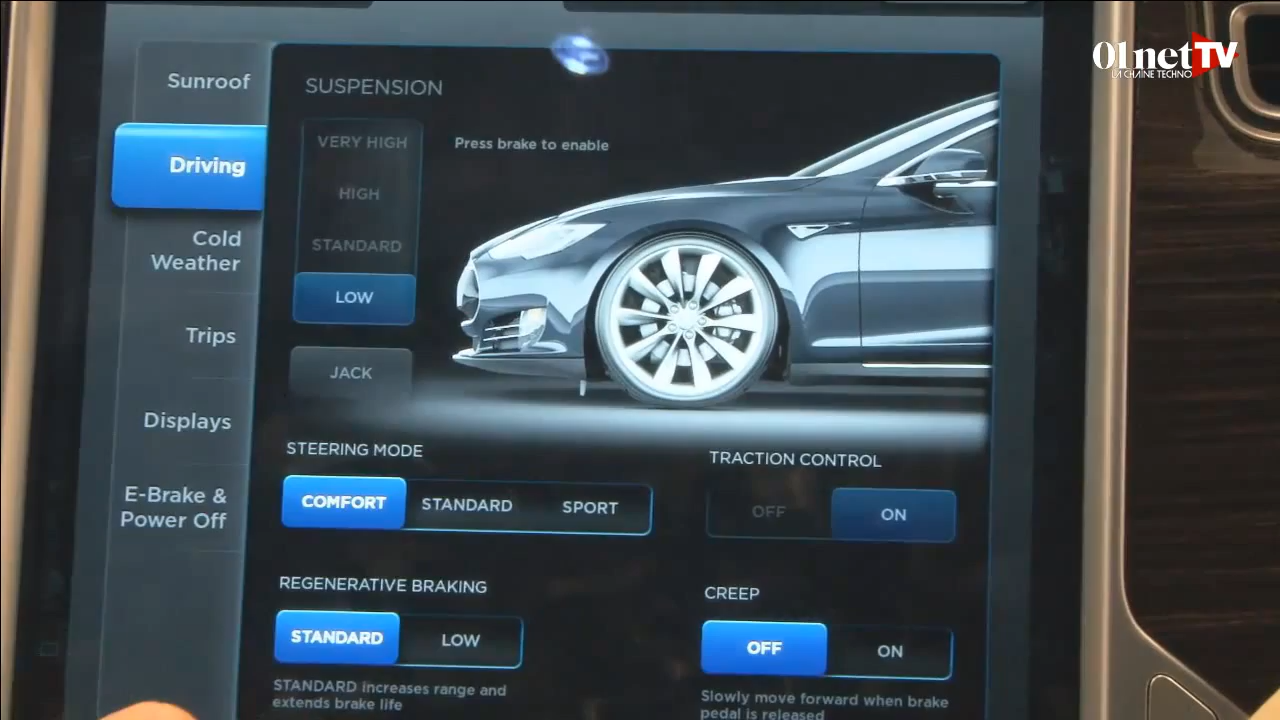 01netTV
LA CHAINE TECHNO
Sunroof
Driving
Cold
Weather
Trips
Displays
E-Brake &
Power Off
SUSPENSION
VERY HIGH
HIGH
STANDARD
LOW
JACK
Press brake to enable
STEERING MODE
COMFORT STANDARD SPORT
TRACTION CONTROL
OFF ON
REGENERATIVE BRAKING
STANDARD LOW
STANDARD increases range and
extends brake life
CREEP
OFF ON
Slowly move forward when brake
pedal is released